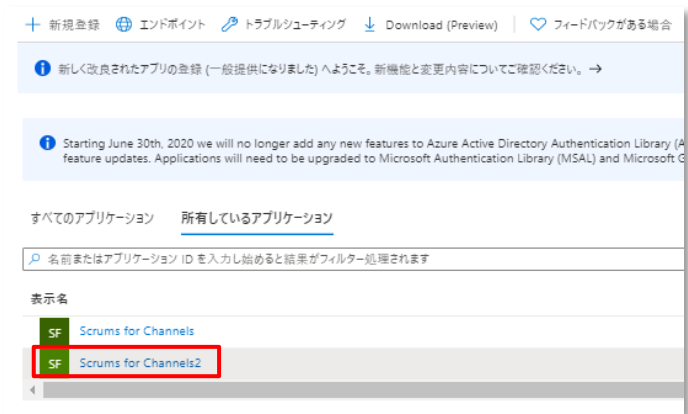 新規登録 エンドポイント トラブルシューティング Download (Preview) フィードバックがある場合
新しく改良されたアプリの登録 (一般提供になりました) へようこそ。新機能と変更内容についてご確認ください。 →
Starting June 30th, 2020 we will no longer add any new features to Azure Active Directory Authentication Library (A
feature updates. Applications will need to be upgraded to Microsoft Authentication Library (MSAL) and Microsoft G
すべてのアプリケーション 所有しているアプリケーション
名前またはアプリケーション ID を入力し始めると結果がフィルター処理されます
表示名
SF Scrums for Channels
SF Scrums for Channels2